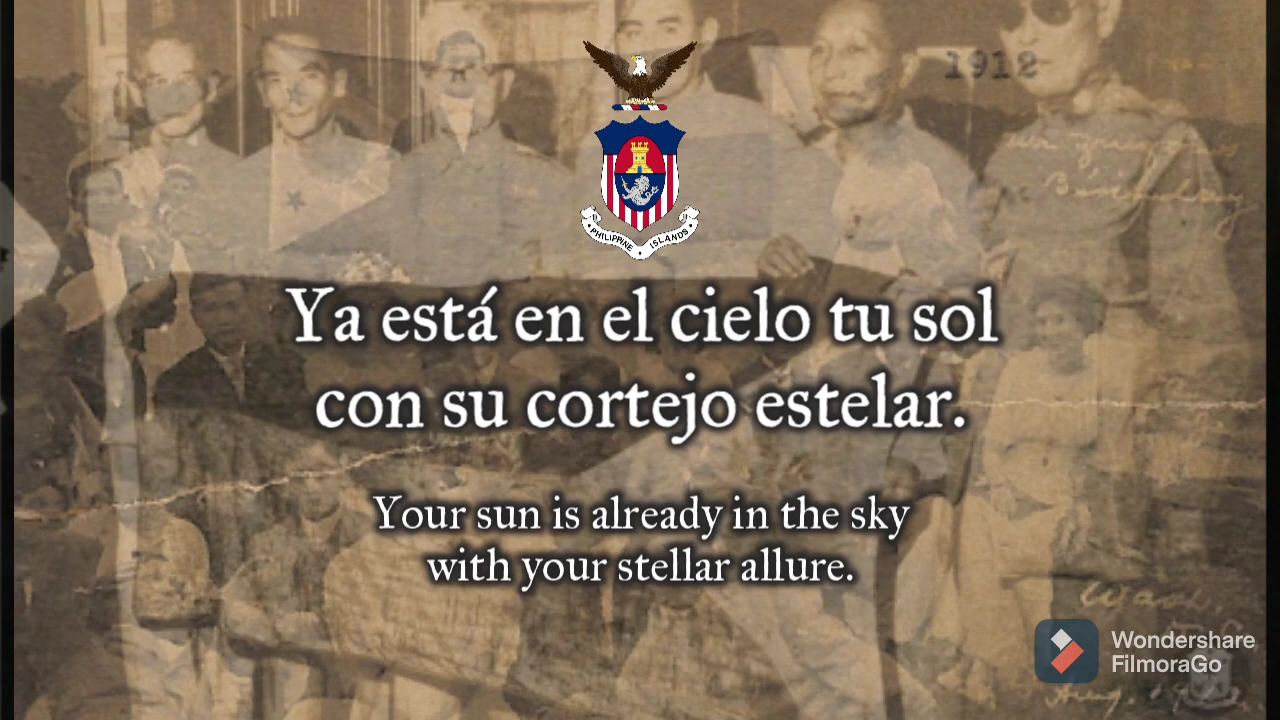 1912
PHILIPPINE ISLANDS
Ya está en el cielo tu sol
con su cortejo estelar.
Your sun is already in the sky
with your stellar allure.
Wash.
Wondershare
FilmoraGo